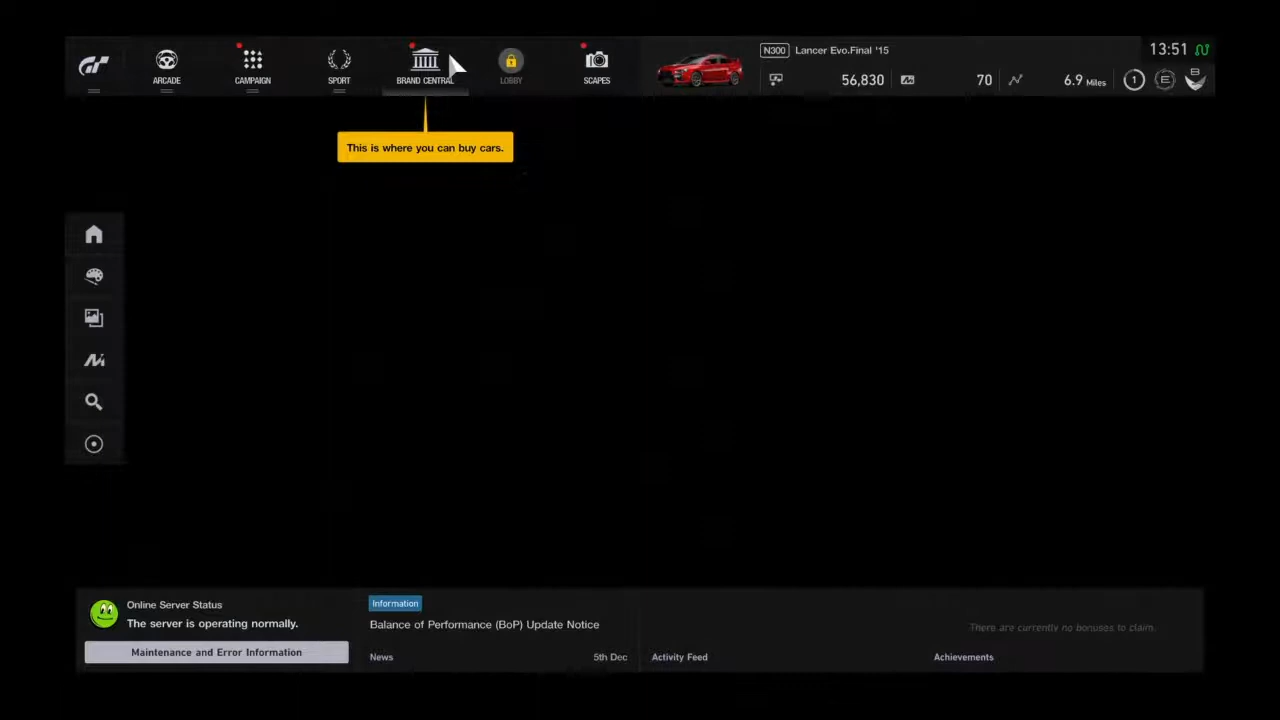 GT
ARCADE
CAMPAIGN
SPORT
BRAND CENTRAL
LOBBY
SCAPES
N300 Lancer Evo.Final '15
56,830
70
6.9 Miles
13:51
1
E
B
This is where you can buy cars.
Online Server Status
The server is operating normally.
Maintenance and Error Information
Information
Balance of Performance (BoP) Update Notice
News
5th Dec
There are currently no bonuses to claim.
Activity Feed
Achievements